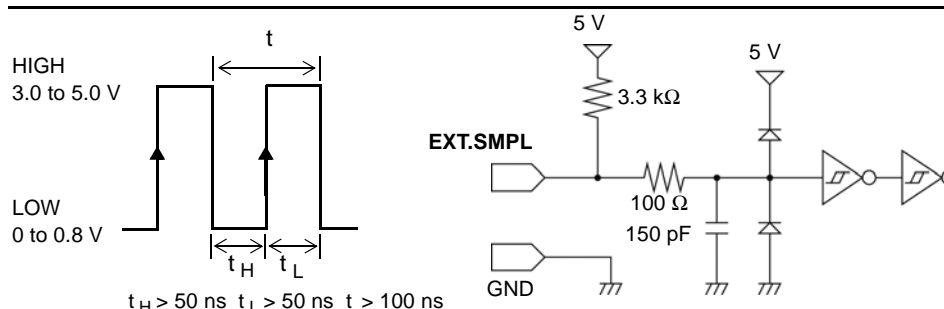 t
HIGH
3.0 to 5.0 V
LOW
0 to 0.8 V
t H
t L
t H > 50 ns t L > 50 ns t > 100 ns
5 V
3.3 kΩ
5 V
EXT.SMPL
100 Ω
150 pF
GND